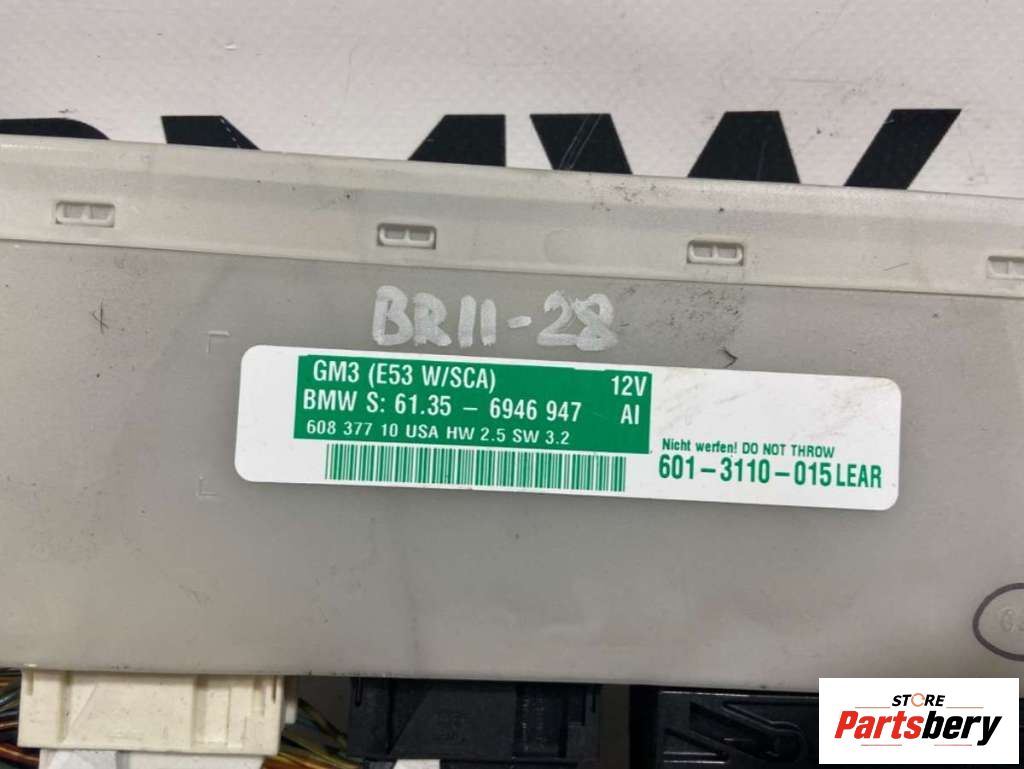 BMW
BR11-28
GM3 (E53 W/SCA) 12V
BMW S: 61.35 - 6946 947 AI
608 377 10 USA HW 2.5 SW 3.2
Nicht werfen! DO NOT THROW
601-3110-015 LEAR
STORE
Partsbery